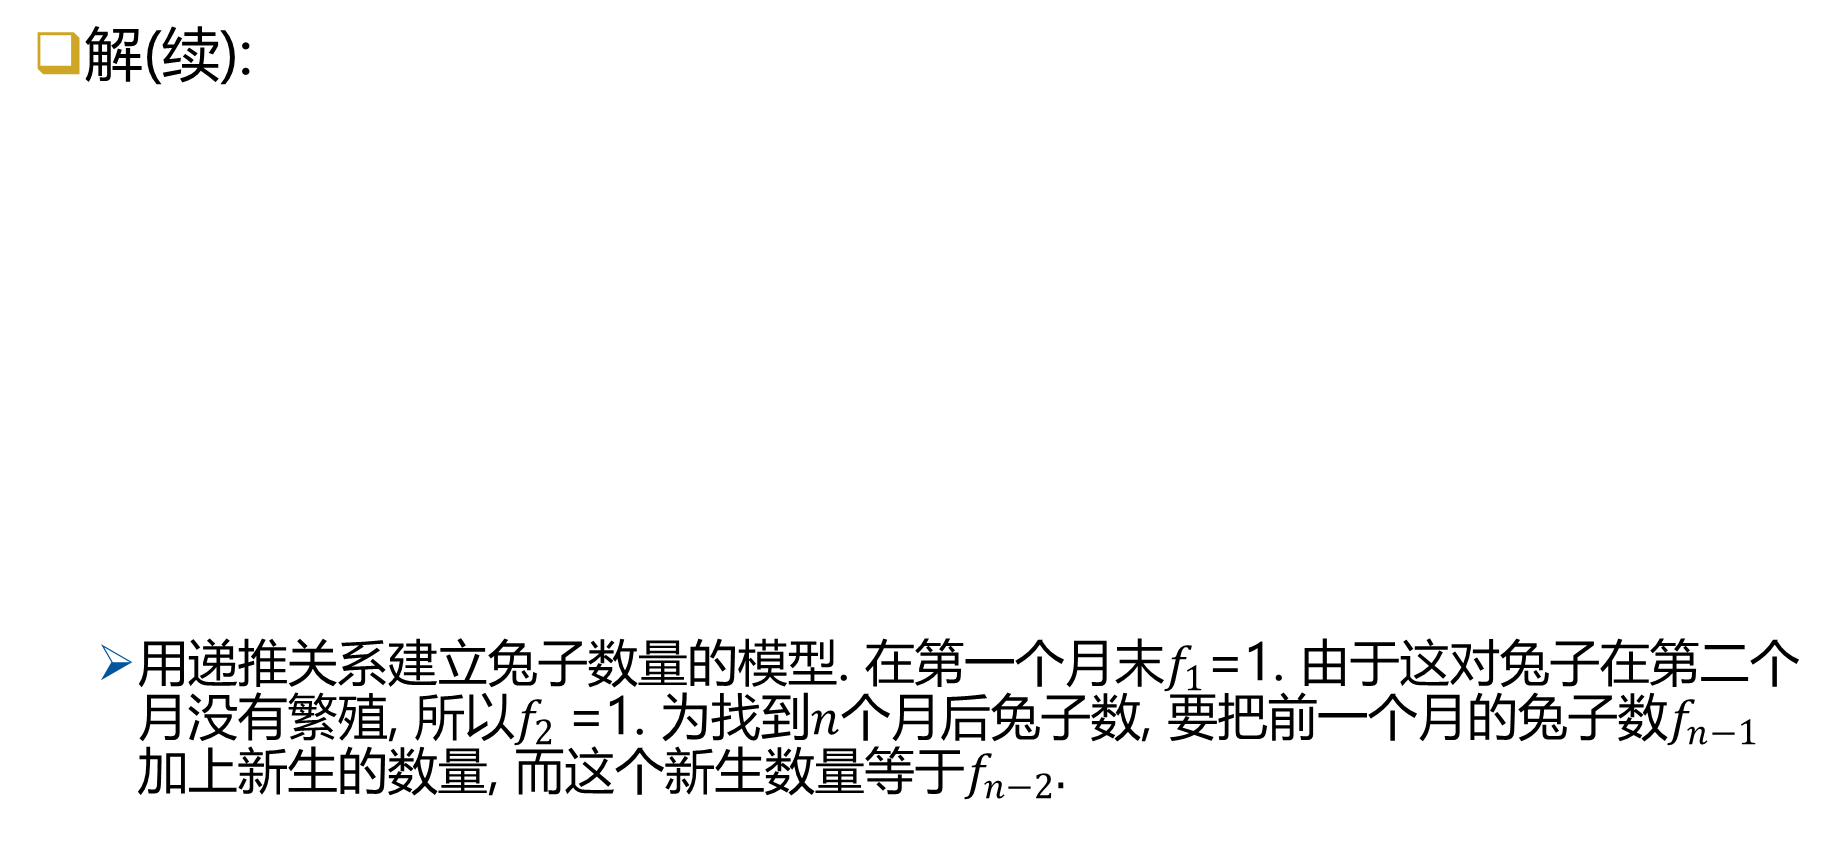 解(续):
用递推关系建立兔子数量的模型. 在第一个月末f₁=1. 由于这对兔子在第二个
月没有繁殖, 所以f₂ =1. 为找到n个月后兔子数, 要把前一个月的兔子数fₙ₋₁
加上新生的数量, 而这个新生数量等于fₙ₋₂.